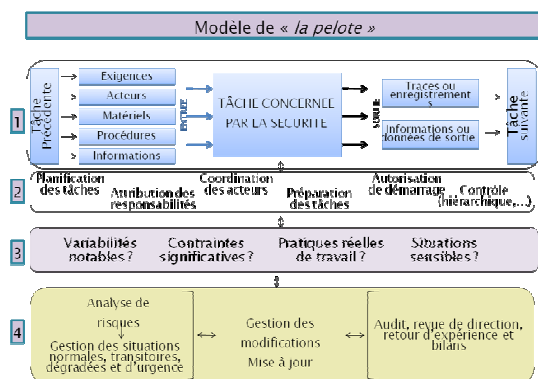 Modèle de « la pelote »
1
Tâche Précédente
Exigences
Acteurs
Matériels
Procédures
Informations
ENTREE
TÂCHE CONCERNEE
PAR LA SECURITE
SORTIE
Traces ou
enregistrement
s
Informations ou
données de sortie
Tâche suivante
2
Planification
des tâches
Attribution des
responsabilités
Coordination
des acteurs
Préparation
des tâches
Autorisation
de démarrage
Contrôle
(hiérarchique,…)
3
Variabilités
notables ?
Contraintes
significatives ?
Pratiques réelles
de travail ?
Situations
sensibles ?
4
Analyse de
risques
Gestion des situations
normales, transitoires,
dégradées et d'urgence
Gestion des
modifications
Mise à jour
Audit, revue de direction,
retour d'expérience et
bilans